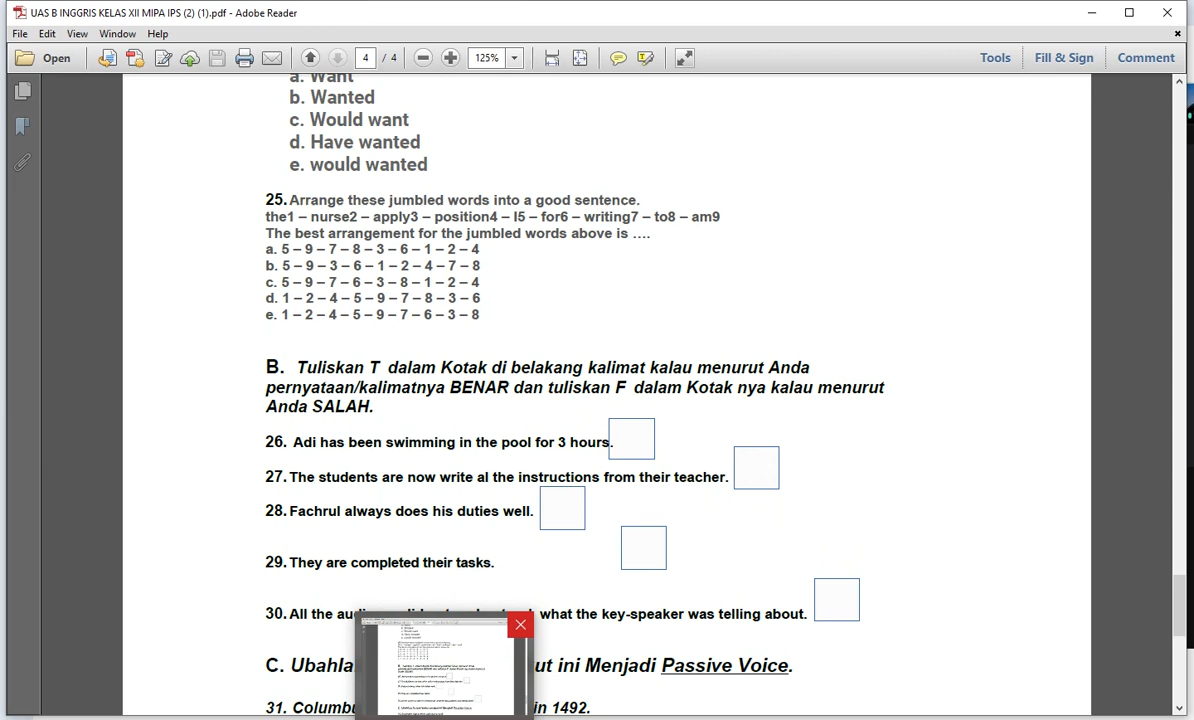 UAS B INGGRIS KELAS XII MIPA IPS (2) (1).pdf - Adobe Reader
File Edit View Window Help
Open 4 / 4 125% Tools Fill & Sign Comment
a. Want
b. Wanted
c. Would want
d. Have wanted
e. would wanted
25. Arrange these jumbled words into a good sentence.
the1 – nurse2 – apply3 – position4 – I5 – for6 – writing7 – to8 – am9
The best arrangement for the jumbled words above is ….
a. 5 – 9 – 7 – 8 – 3 – 6 – 1 – 2 – 4
b. 5 – 9 – 3 – 6 – 1 – 2 – 4 – 7 – 8
c. 5 – 9 – 7 – 6 – 3 – 8 – 1 – 2 – 4
d. 1 – 2 – 4 – 5 – 9 – 7 – 8 – 3 – 6
e. 1 – 2 – 4 – 5 – 9 – 7 – 6 – 3 – 8
B. Tuliskan T dalam Kotak di belakang kalimat kalau menurut Anda
pernyataan/kalimatnya BENAR dan tuliskan F dalam Kotak nya kalau menurut
Anda SALAH.
26. Adi has been swimming in the pool for 3 hours.
27. The students are now write al the instructions from their teacher.
28. Fachrul always does his duties well.
29. They are completed their tasks.
30. All the what the key-speaker was telling about.
C. Ubahla ut ini Menjadi Passive Voice.
31. Columbu in 1492.